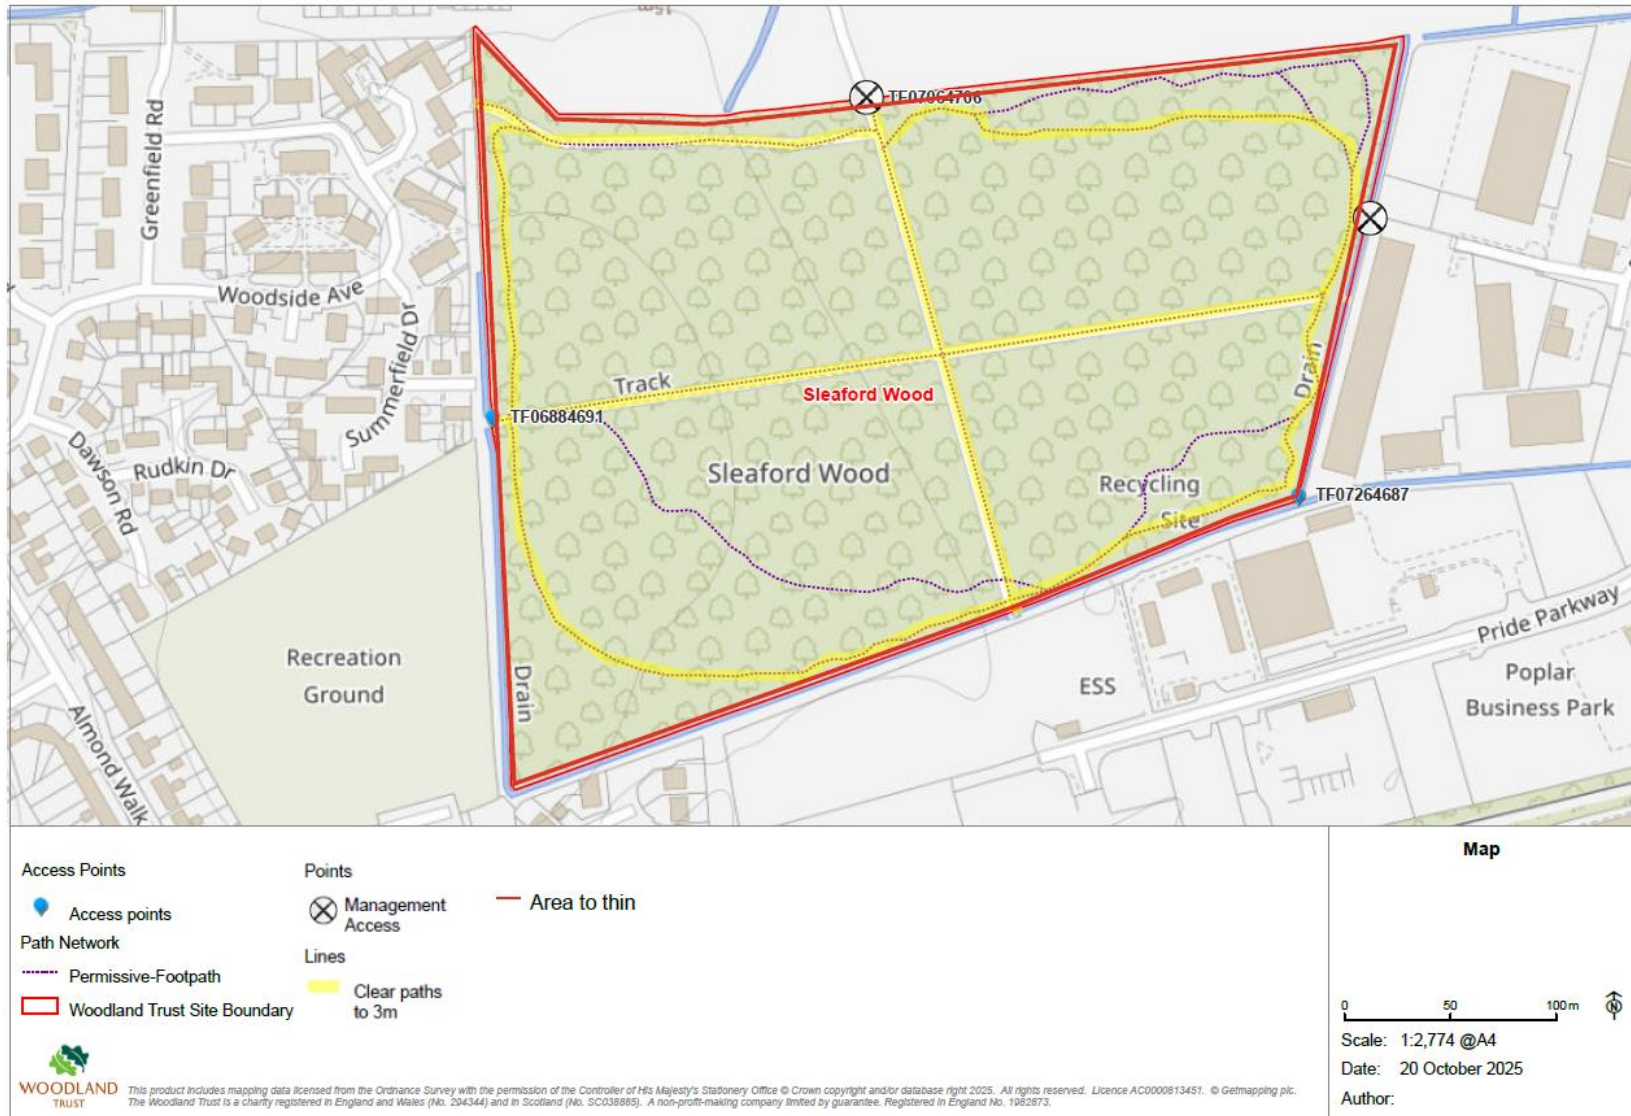 15m
TF07064706
Greenfield Rd
Woodside Ave
Summerfield Dr
Track
Sleaford Wood
Drain
TF06884691
Dawson Rd
Rudkin Dr
Sleaford Wood
Recycling
Site
TF07264687
Recreation
Ground
Drain
ESS
Pride Parkway
Poplar
Business Park
Almond Walk
Access Points
Access points
Path Network
Permissive-Footpath
Woodland Trust Site Boundary
Points
Management
Access
Lines
Clear paths
to 3m
Area to thin
Map
0 50 100m
N
Scale: 1:2,774 @A4
Date: 20 October 2025
Author:
WOODLAND
TRUST
This product includes mapping data licensed from the Ordnance Survey with the permission of the Controller of His Majesty's Stationery Office © Crown copyright and/or database right 2025. All rights reserved. Licence AC0000813451. © Getmapping plc.
The Woodland Trust is a charity registered in England and Wales (No. 294344) and in Scotland (No. SC038885). A non-profit-making company limited by guarantee. Registered in England No. 1982873.